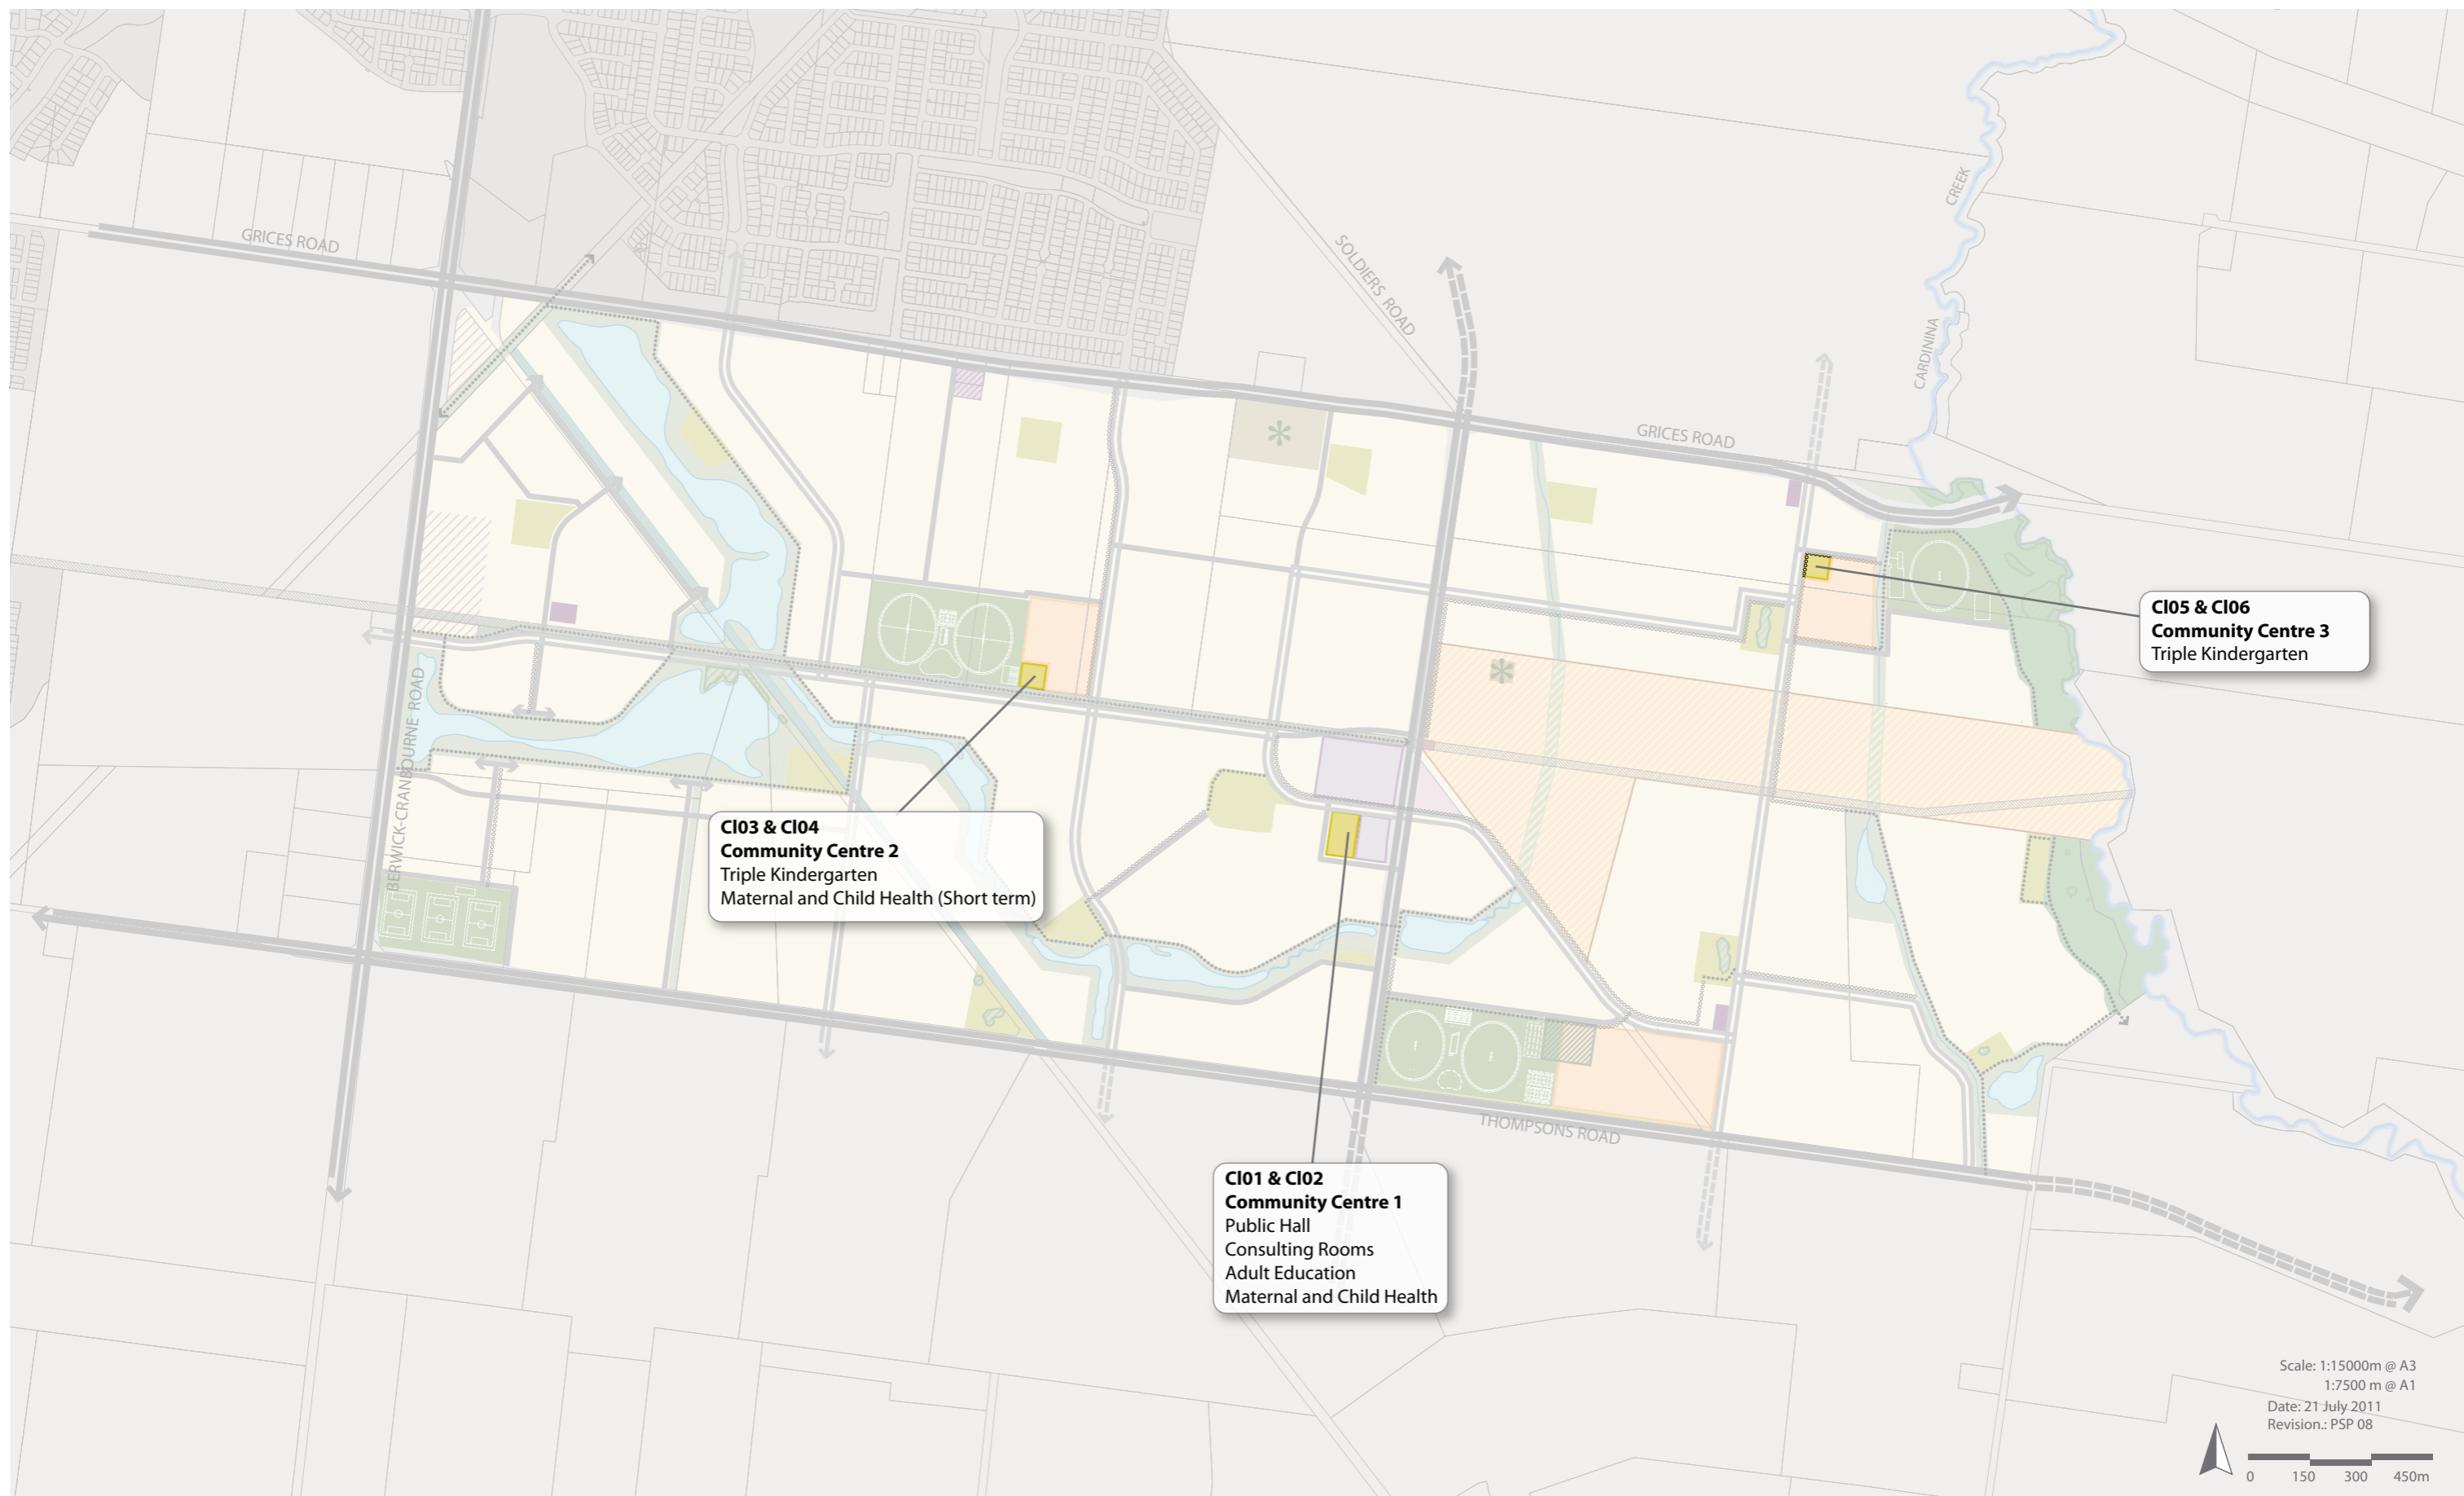 GRICES ROAD
SOLDIERS ROAD
CREEK
CARDININA
GRICES ROAD
CI05 & CI06
Community Centre 3
Triple Kindergarten
BERWICK-CRANBOURNE ROAD
CI03 & CI04
Community Centre 2
Triple Kindergarten
Maternal and Child Health (Short term)
THOMPSONS ROAD
CI01 & CI02
Community Centre 1
Public Hall
Consulting Rooms
Adult Education
Maternal and Child Health
Scale: 1:15000m @ A3
1:7500 m @ A1
Date: 21 July 2011
Revision.: PSP 08
0 150 300 450m